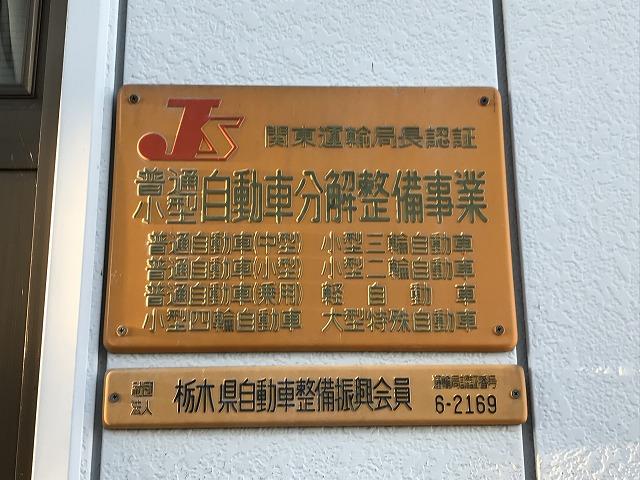 JS 関東運輸局長認証
普通
小型 自動車分解整備事業
普通自動車(中型) 小型三輪自動車
普通自動車(小型) 小型二輪自動車
普通自動車(乗用) 軽自動車
小型四輪自動車 大型特殊自動車
社団
法人 栃木県自動車整備振興会員
運輸局認証番号
6-2169